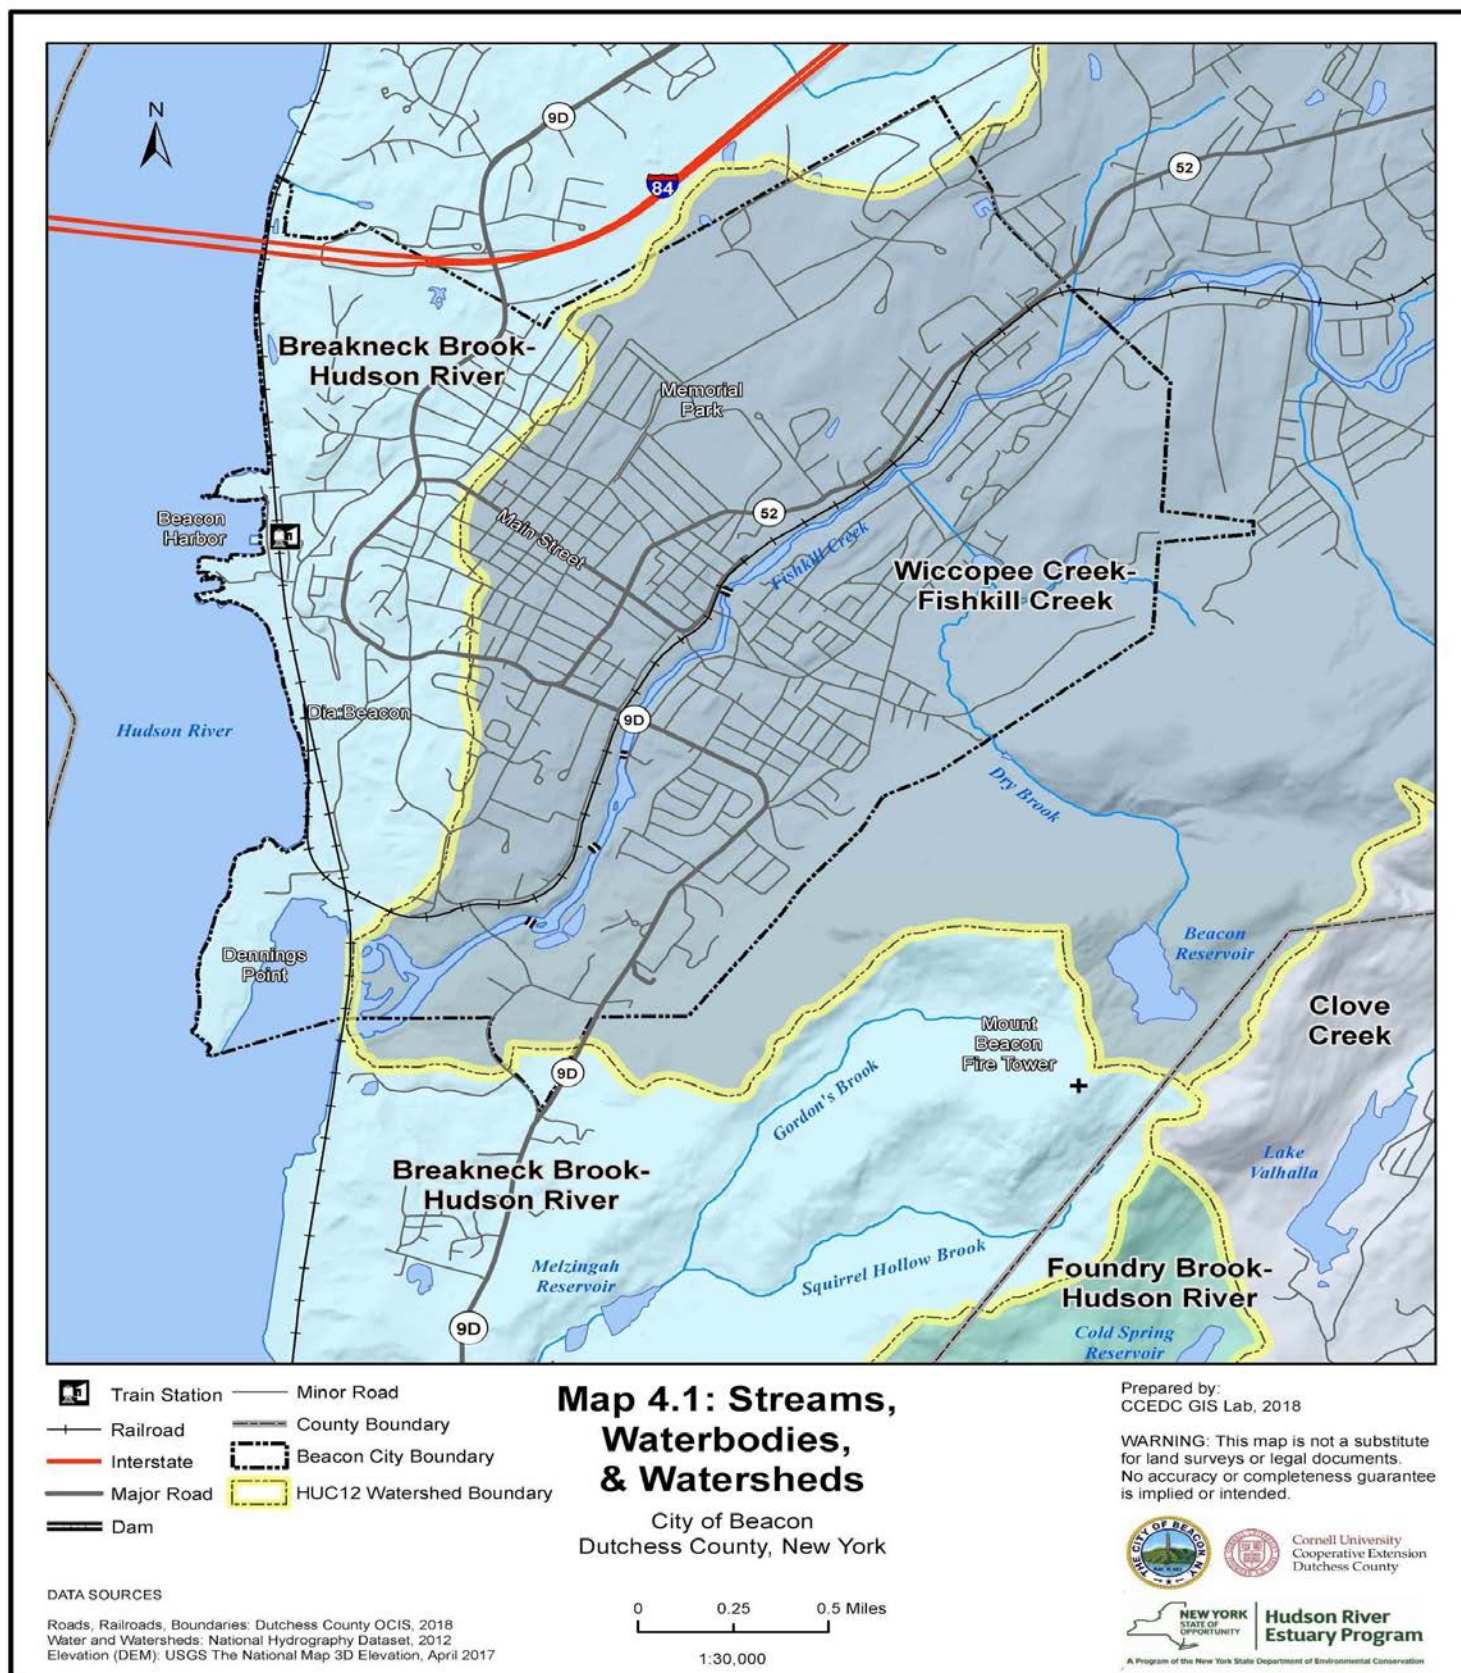 N
9D
84
52
Breakneck Brook-
Hudson River
Memorial
Park
Main Street
52
Beacon
Harbor
Fishkill Creek
Wiccopee Creek-
Fishkill Creek
Dia:Beacon
9D
Hudson River
Dry Brook
Dennings
Point
Beacon
Reservoir
Clove
Creek
Mount
Beacon
Fire Tower
9D
Gordon's Brook
Lake
Valhalla
Breakneck Brook-
Hudson River
Melzingah
Reservoir
Squirrel Hollow Brook
Foundry Brook-
Hudson River
9D
Cold Spring
Reservoir
Train Station
Railroad
Interstate
Major Road
Dam
Minor Road
County Boundary
Beacon City Boundary
HUC12 Watershed Boundary
Map 4.1: Streams,
Waterbodies,
& Watersheds
City of Beacon
Dutchess County, New York
0 0.25 0.5 Miles
1:30,000
DATA SOURCES
Roads, Railroads, Boundaries: Dutchess County OCIS, 2018
Water and Watersheds: National Hydrography Dataset, 2012
Elevation (DEM): USGS The National Map 3D Elevation, April 2017
Prepared by:
CCEDC GIS Lab, 2018
WARNING: This map is not a substitute
for land surveys or legal documents.
No accuracy or completeness guarantee
is implied or intended.
THE CITY OF BEACON, N.Y.
Cornell University
Cooperative Extension
Dutchess County
NEW YORK
STATE OF
OPPORTUNITY
Hudson River
Estuary Program
A Program of the New York State Department of Environmental Conservation